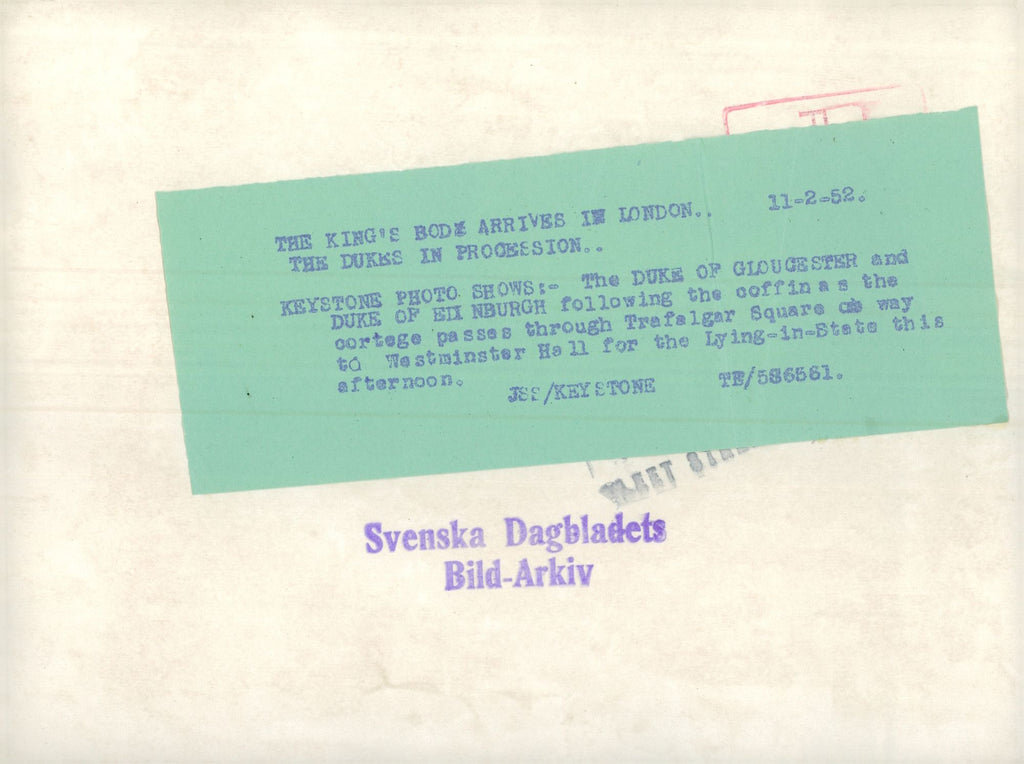 THE KING'S BODY ARRIVES IN LONDON.. 11-2-52.
THE DUKES IN PROCESSION..
KEYSTONE PHOTO SHOWS:- The DUKE OF GLOUCESTER and
DUKE OF EDINBURGH following the coffin as the
cortege passes through Trafalgar Square on way
to Westminster Hall for the Lying-in-State this
afternoon.
JSS/KEYSTONE TE/586561.
Svenska Dagbladets
Bild-Arkiv